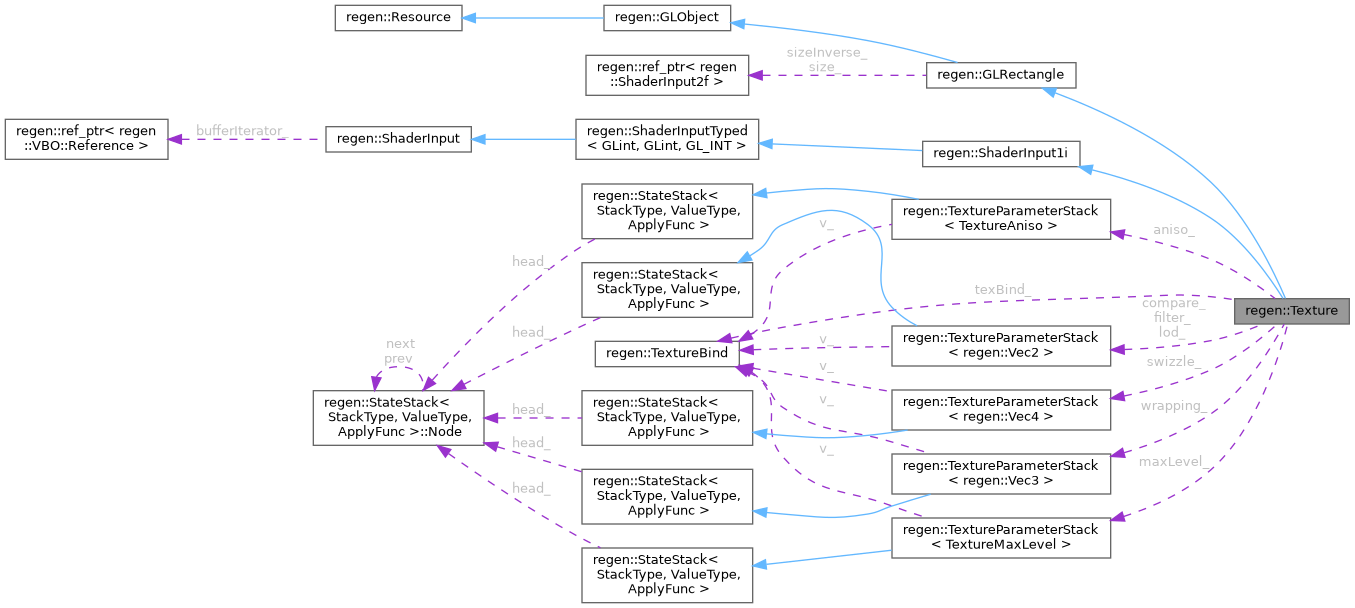 regen::Resource
regen::GLObject
sizeInverse_
size_
regen::ref_ptr< regen
::ShaderInput2f >
regen::GLRectangle
regen::ref_ptr< regen
::VBO::Reference >
bufferIterator_
regen::ShaderInput
regen::ShaderInputTyped
< GLint, GLint, GL_INT >
regen::ShaderInput1i
regen::StateStack<
StackType, ValueType,
ApplyFunc >
regen::TextureParameterStack
< TextureAniso >
v_
aniso_
head_
regen::StateStack<
StackType, ValueType,
ApplyFunc >
texBind_
compare_
filter_
lod_
regen::Texture
head_
regen::TextureBind
v_
regen::TextureParameterStack
< regen::Vec2 >
next
prev
v_
swizzle_
regen::StateStack<
StackType, ValueType,
ApplyFunc >::Node
head_
regen::StateStack<
StackType, ValueType,
ApplyFunc >
v_
regen::TextureParameterStack
< regen::Vec4 >
wrapping_
head_
v_
regen::TextureParameterStack
< regen::Vec3 >
maxLevel_
head_
regen::StateStack<
StackType, ValueType,
ApplyFunc >
regen::TextureParameterStack
< TextureMaxLevel >
regen::StateStack<
StackType, ValueType,
ApplyFunc >